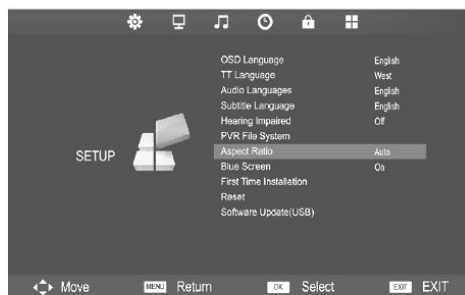 OSD Language English
TT Language West
Audio Languages English
Subtitle Language English
Hearing Impaired Off
PVR File System
Aspect Ratio Auto
Blue Screen On
First Time Installation
Reset
Software Update(USB)
SETUP
Move MENU Return OK Select EXIT EXIT